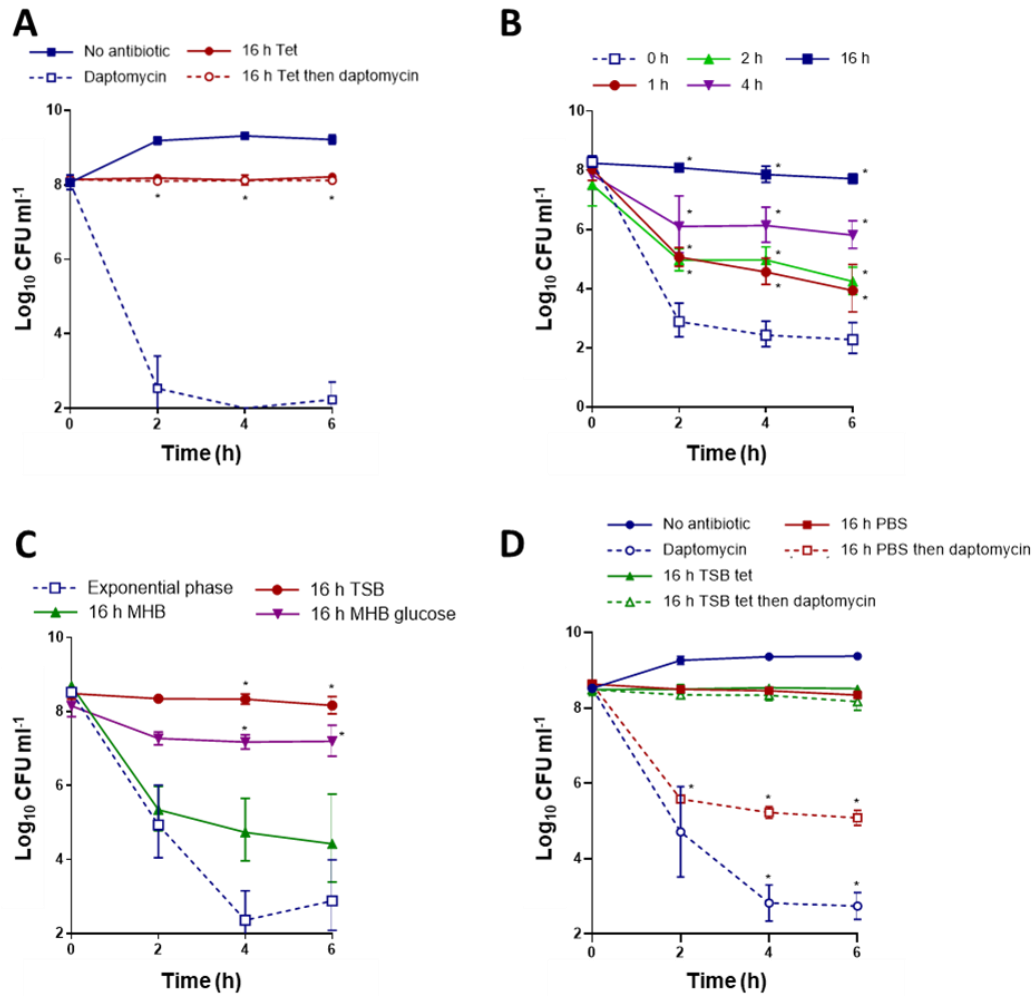 A
No antibiotic 16 h Tet
Daptomycin 16 h Tet then daptomycin
10
8
6
4
2
0 2 4 6
Log10 CFU ml-1
Time (h)
B
0 h 2 h 16 h
1 h 4 h
10
8
6
4
2
0
0 2 4 6
Log10 CFU ml-1
Time (h)
C
Exponential phase 16 h TSB
16 h MHB 16 h MHB glucose
10
8
6
4
2
0 2 4 6
Log10 CFU ml-1
Time (h)
D
No antibiotic 16 h PBS
Daptomycin 16 h PBS then daptomycin
16 h TSB tet
16 h TSB tet then daptomycin
10
8
6
4
2
0 2 4 6
Log10 CFU ml-1
Time (h)